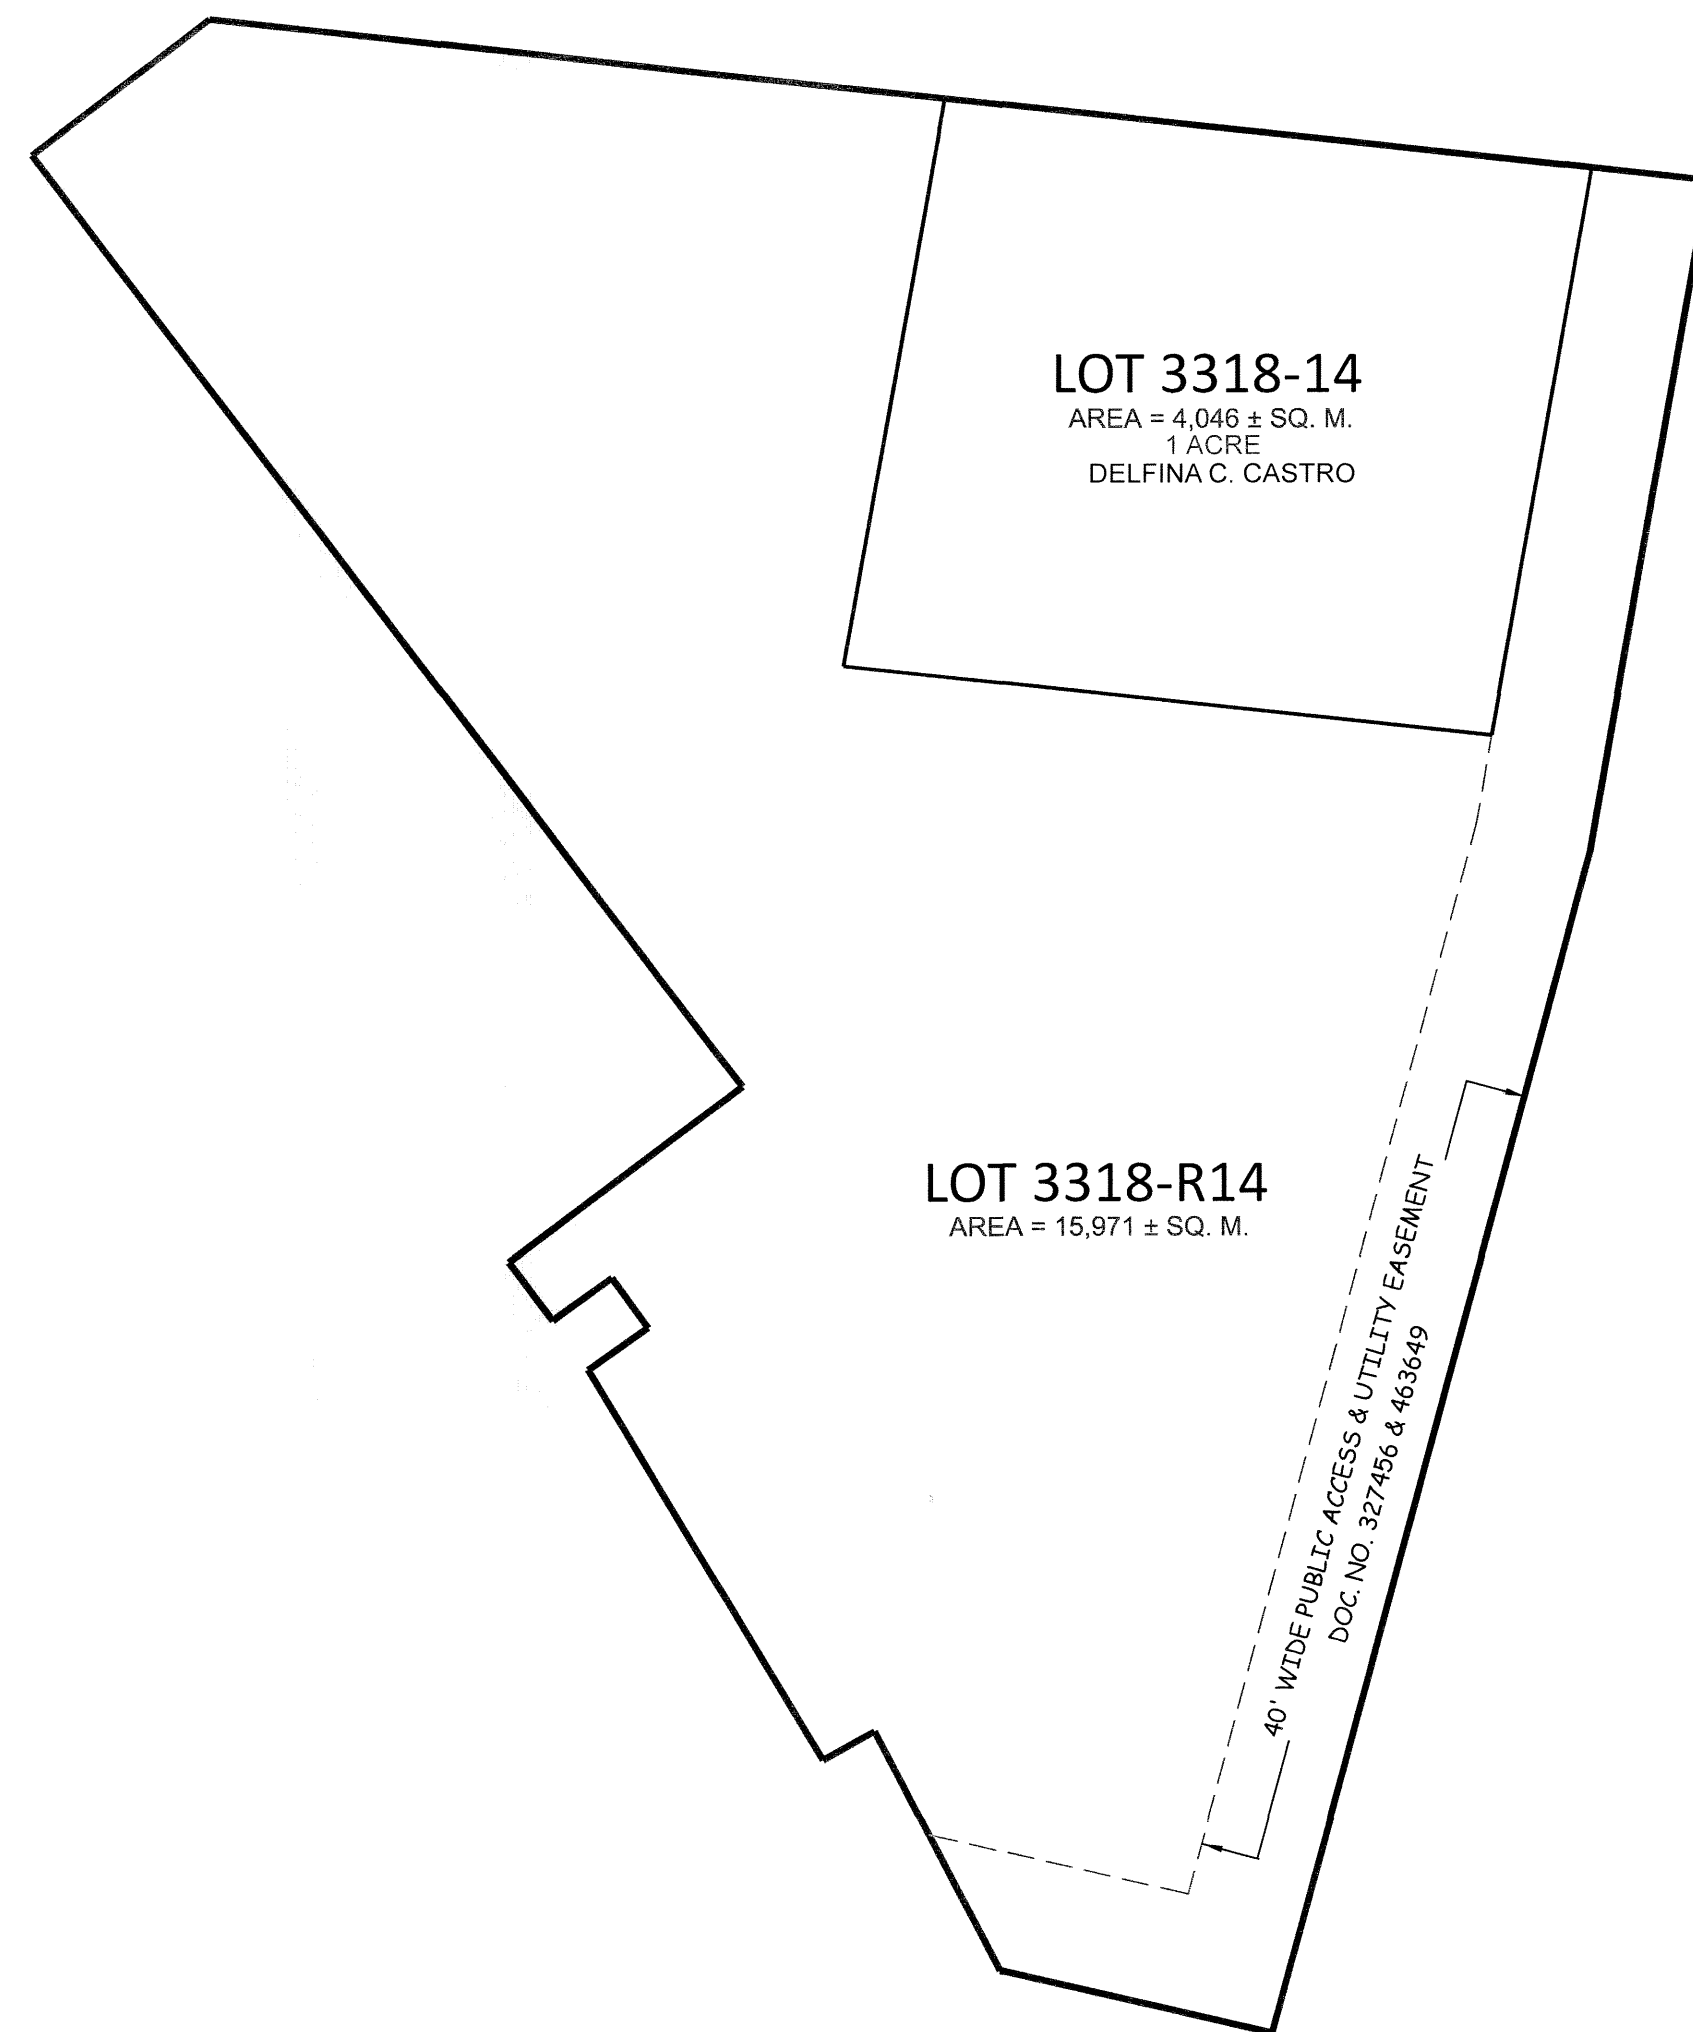 LOT 3318-14
AREA = 4,046 ± SQ. M.
1 ACRE
DELFINA C. CASTRO
LOT 3318-R14
AREA = 15,971 ± SQ. M.
40' WIDE PUBLIC ACCESS & UTILITY EASEMENT
DOC. NO. 327456 & 463649